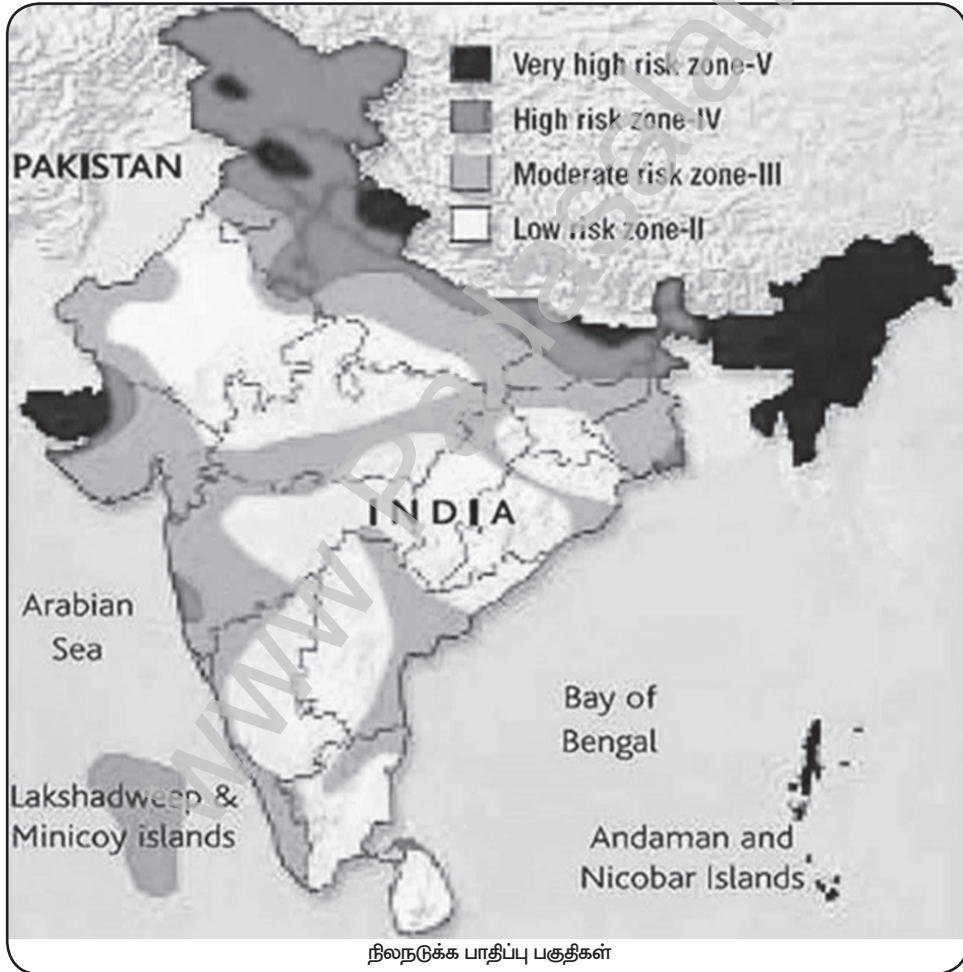 Very high risk zone-V
High risk zone-IV
Moderate risk zone-III
Low risk zone-II
PAKISTAN
INDIA
Arabian
Sea
Bay of
Bengal
Lakshadweep &
Minicoy islands
Andaman and
Nicobar Islands
நிலநடுக்க பாதிப்பு பகுதிகள்